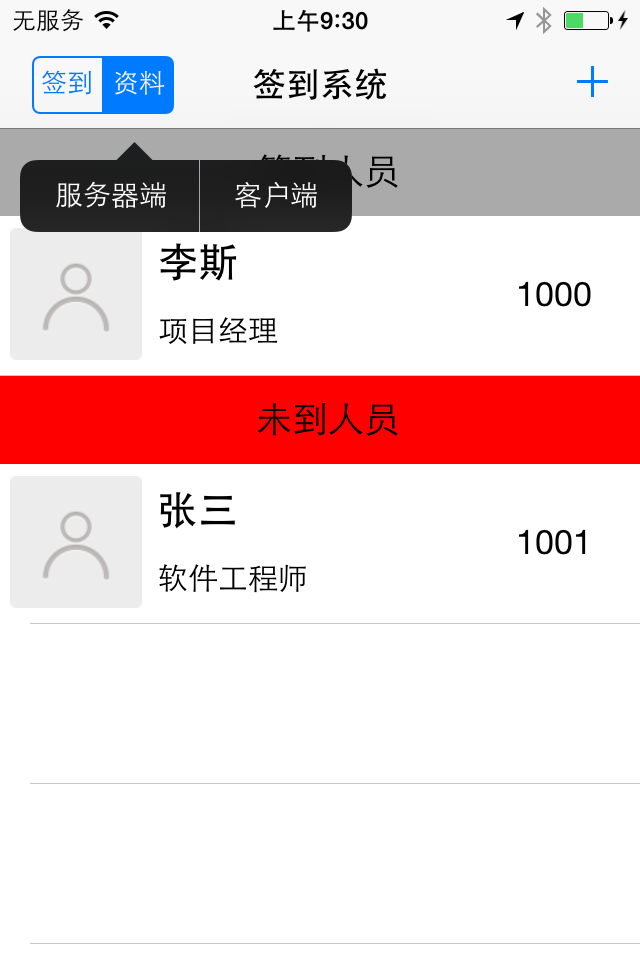 无服务 上午9:30
签到 资料 签到系统 +
服务器端 客户端
签到人员
李斯
1000
项目经理
未到人员
张三
1001
软件工程师